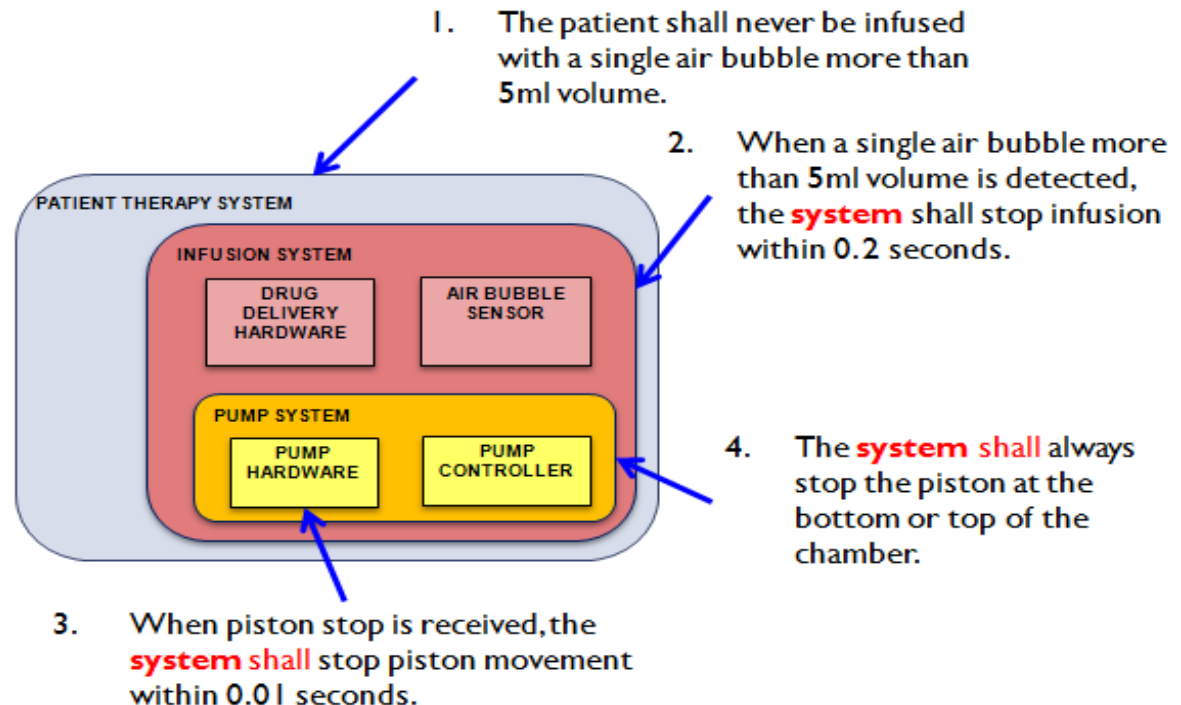 1. The patient shall never be infused
with a single air bubble more than
5ml volume.
2. When a single air bubble more
than 5ml volume is detected,
the system shall stop infusion
within 0.2 seconds.
PATIENT THERAPY SYSTEM
INFUSION SYSTEM
DRUG
DELIVERY
HARDWARE
AIR BUBBLE
SENSOR
PUMP SYSTEM
PUMP
HARDWARE
PUMP
CONTROLLER
4. The system shall always
stop the piston at the
bottom or top of the
chamber.
3. When piston stop is received, the
system shall stop piston movement
within 0.01 seconds.